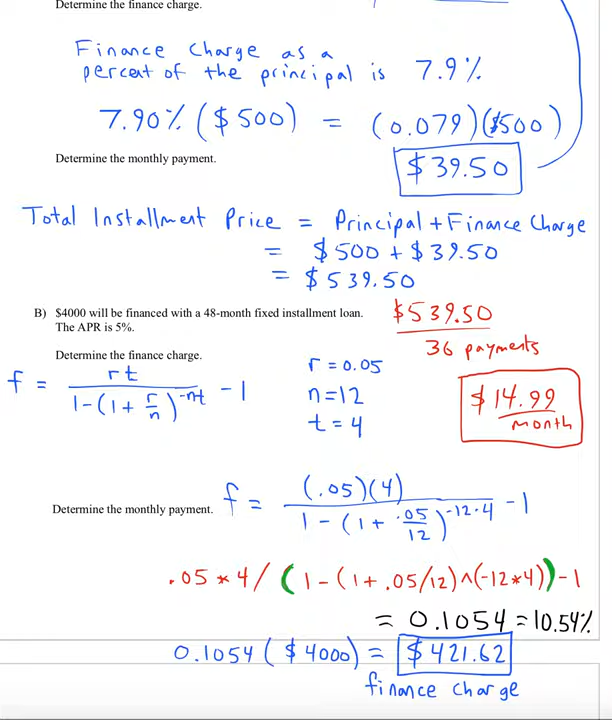 Determine the finance charge.
Finance Charge as a
percent of the principal is 7.9%
7.90% ($500) = (0.079)($500)
Determine the monthly payment.
$39.50
Total Installment Price = Principal + Finance Charge
= $500 + $39.50
= $539.50
B) $4000 will be financed with a 48-month fixed installment loan.
The APR is 5%.
$539.50
36 payments
$14.99
month
Determine the finance charge.
f = rt / 1-(1+r/n)^-nt - 1
r = 0.05
n = 12
t = 4
Determine the monthly payment.
f = (.05)(4) / 1-(1+.05/12)^-12·4 - 1
.05*4/(1-(1+.05/12)^(-12*4))-1
= 0.1054 = 10.54%
0.1054($4000) = $421.62
finance charge